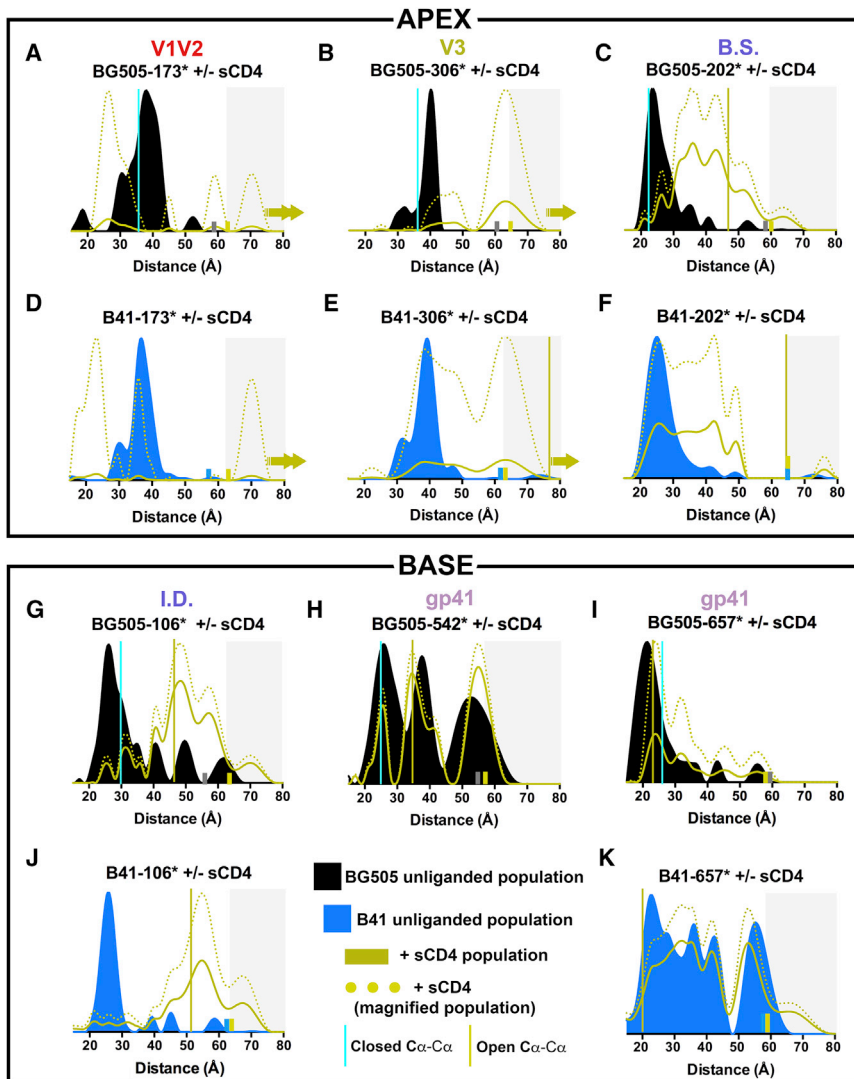 APEX
A
V1V2
BG505-173* +/- sCD4
20 30 40 50 60 70 80
Distance (Å)
B
V3
BG505-306* +/- sCD4
20 30 40 50 60 70 80
Distance (Å)
C
B.S.
BG505-202* +/- sCD4
20 30 40 50 60 70 80
Distance (Å)
D
B41-173* +/- sCD4
20 30 40 50 60 70 80
Distance (Å)
E
B41-306* +/- sCD4
20 30 40 50 60 70 80
Distance (Å)
F
B41-202* +/- sCD4
20 30 40 50 60 70 80
Distance (Å)
BASE
G
I.D.
BG505-106* +/- sCD4
20 30 40 50 60 70 80
Distance (Å)
H
gp41
BG505-542* +/- sCD4
20 30 40 50 60 70 80
Distance (Å)
I
gp41
BG505-657* +/- sCD4
20 30 40 50 60 70 80
Distance (Å)
J
B41-106* +/- sCD4
20 30 40 50 60 70 80
Distance (Å)
BG505 unliganded population
B41 unliganded population
+ sCD4 population
+ sCD4
(magnified population)
Closed Cα-Cα
Open Cα-Cα
K
B41-657* +/- sCD4
20 30 40 50 60 70 80
Distance (Å)